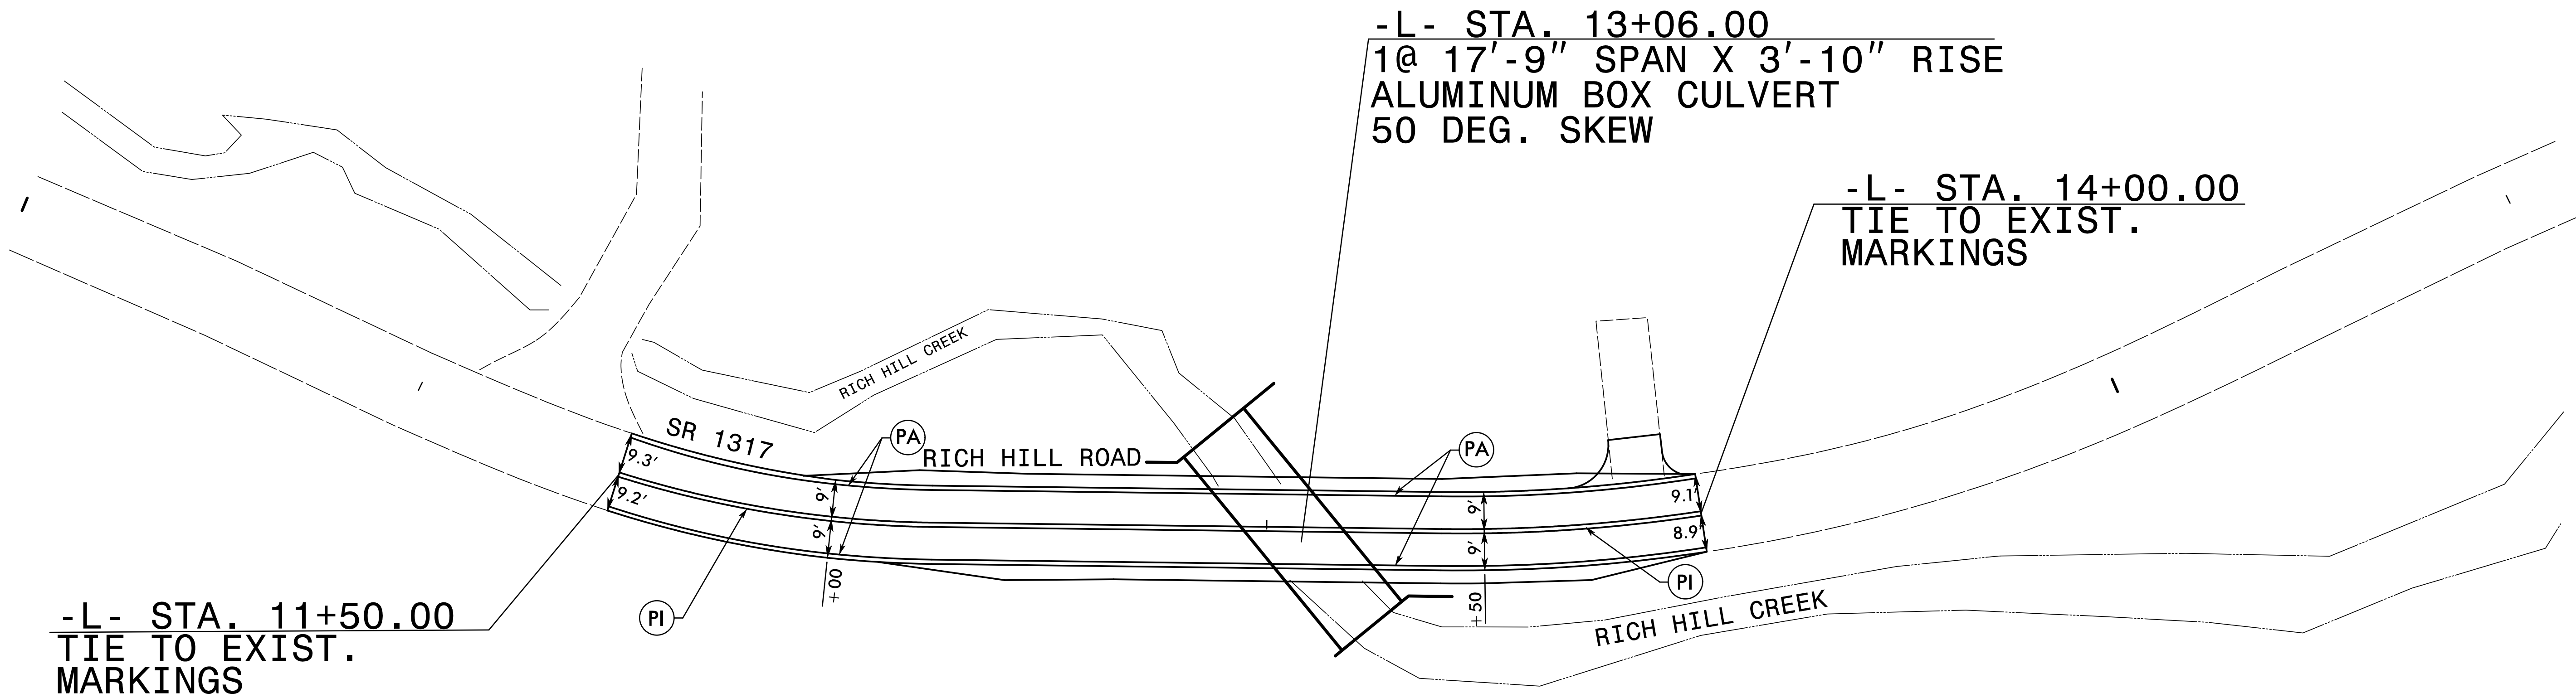 -L- STA. 13+06.00
1@ 17'-9" SPAN X 3'-10" RISE
ALUMINUM BOX CULVERT
50 DEG. SKEW
-L- STA. 14+00.00
TIE TO EXIST.
MARKINGS
RICH HILL CREEK
SR 1317
PA
RICH HILL ROAD
PA
9.3'
9.2'
9'
9'
9'
9'
9.1'
8.9'
+00
+50
PI
PI
RICH HILL CREEK
-L- STA. 11+50.00
TIE TO EXIST.
MARKINGS